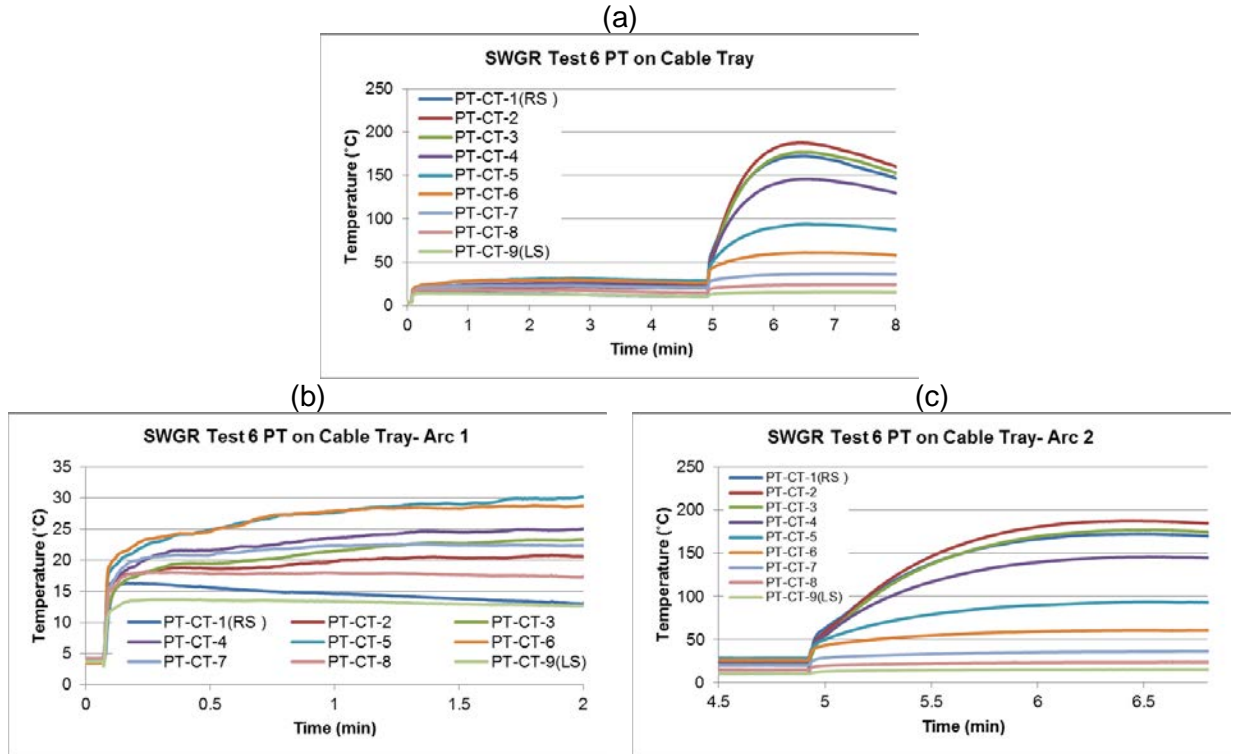 (a)
SWGR Test 6 PT on Cable Tray
250
200
150
100
50
0
Temperature (°C)
PT-CT-1(RS )
PT-CT-2
PT-CT-3
PT-CT-4
PT-CT-5
PT-CT-6
PT-CT-7
PT-CT-8
PT-CT-9(LS)
0 1 2 3 4 5 6 7 8
Time (min)
(b)
SWGR Test 6 PT on Cable Tray- Arc 1
35
30
25
20
15
10
5
0
Temperature (°C)
PT-CT-1(RS ) PT-CT-2 PT-CT-3
PT-CT-4 PT-CT-5 PT-CT-6
PT-CT-7 PT-CT-8 PT-CT-9(LS)
0 0.5 1 1.5 2
Time (min)
(c)
SWGR Test 6 PT on Cable Tray- Arc 2
250
200
150
100
50
0
Temperature (°C)
PT-CT-1(RS )
PT-CT-2
PT-CT-3
PT-CT-4
PT-CT-5
PT-CT-6
PT-CT-7
PT-CT-8
PT-CT-9(LS)
4.5 5 5.5 6 6.5
Time (min)